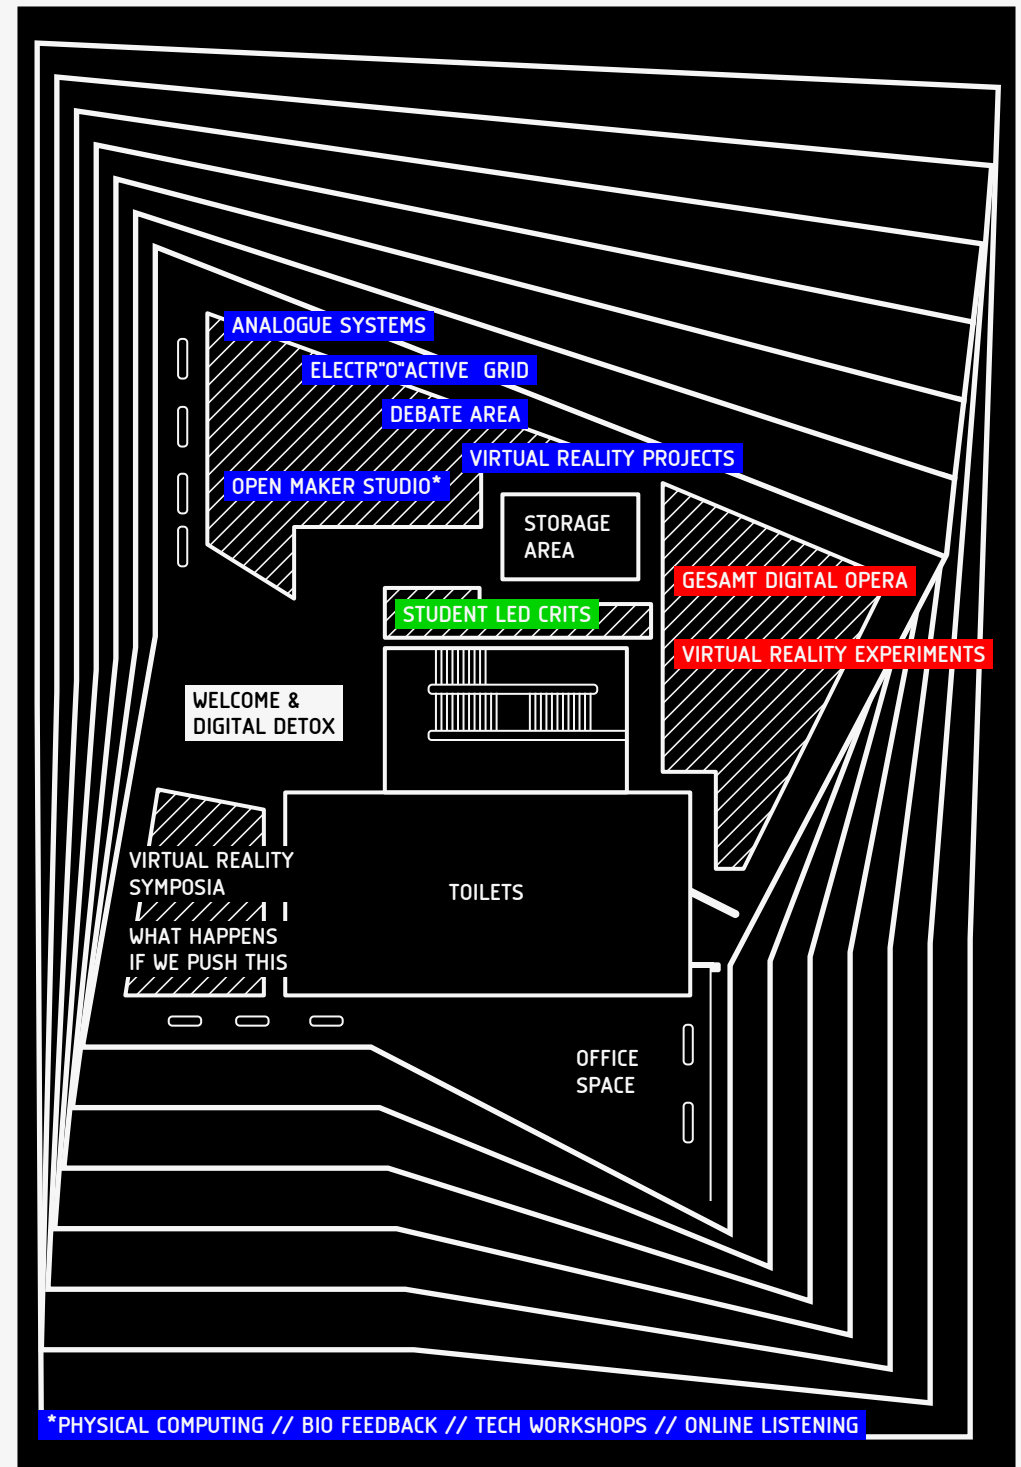 ANALOGUE SYSTEMS
ELECTR"O"ACTIVE GRID
DEBATE AREA
VIRTUAL REALITY PROJECTS
OPEN MAKER STUDIO*
STORAGE
AREA
GESAMT DIGITAL OPERA
STUDENT LED CRITS
VIRTUAL REALITY EXPERIMENTS
WELCOME &
DIGITAL DETOX
VIRTUAL REALITY
SYMPOSIA
TOILETS
WHAT HAPPENS
IF WE PUSH THIS
OFFICE
SPACE
*PHYSICAL COMPUTING // BIO FEEDBACK // TECH WORKSHOPS // ONLINE LISTENING